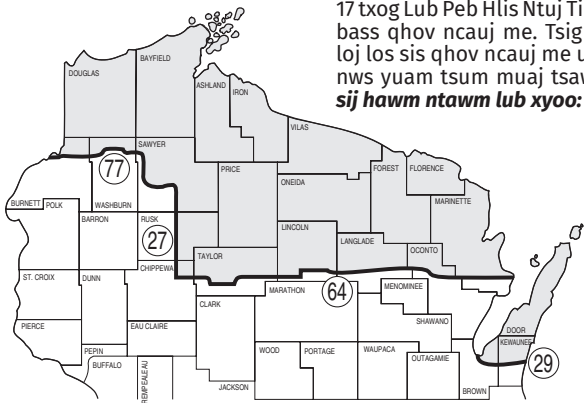 17 txog Lub Peb Hlis Ntuj
bass qhov ncauj me.
loj los sis qhov ncauj me
nws yuam tsum muaj
sij hawm ntawm lub xyoo:
DOUGLAS
BAYFIELD
ASHLAND
IRON
VILAS
SAWYER
PRICE
ONEIDA
FOREST
FLORENCE
MARINETTE
77
BURNETT
POLK
WASHBURN
BARRON
RUSK
27
LINCOLN
LANGLADE
OCONTO
TAYLOR
CHIPPEWA
ST. CROIX
DUNN
MARATHON
64
MENOMINEE
CLARK
SHAWANO
PIERCE
EAU CLAIRE
DOOR
KEWAUNEE
PEPIN
BUFFALO
WOOD
PORTAGE
WAUPACA
OUTAGAMIE
29
JACKSON
BROWN